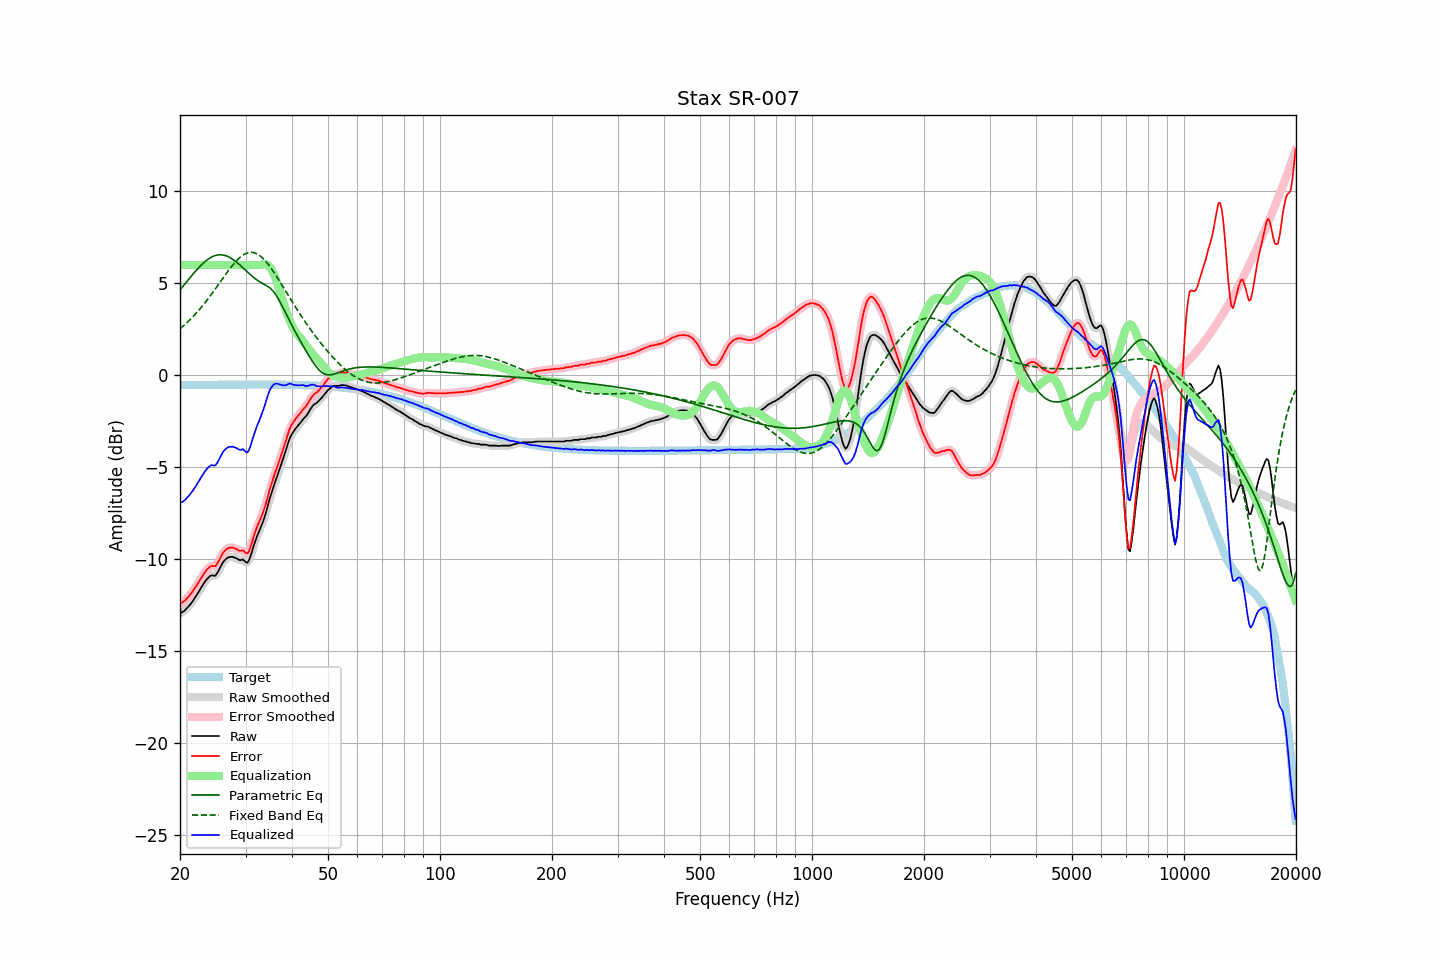 Stax SR-007
Amplitude (dBr)
10
5
0
−5
−10
−15
−20
−25
Target
Raw Smoothed
Error Smoothed
Raw
Error
Equalization
Parametric Eq
Fixed Band Eq
Equalized
20 50 100 200 500 1000 2000 5000 10000 20000
Frequency (Hz)